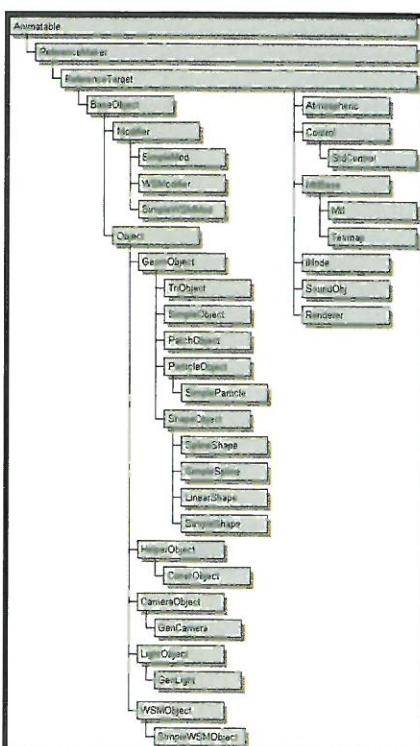 Animatable
ReferenceMaker
ReferenceTarget
BaseObject
Modifier
SimpleMod
WSModifier
SimpleWSMMod
Object
GeomObject
TriObject
SimpleObject
PatchObject
ParticleObject
SimpleParticle
ShapeObject
SplineShape
SimpleSpline
LinearShape
SimpleShape
HelperObject
ConstObject
CameraObject
GenCamera
LightObject
GenLight
WSMObject
SimpleWSMObject
Atmospheric
Control
StdControl
MtlBase
Mtl
Texmap
INode
SoundObj
Renderer